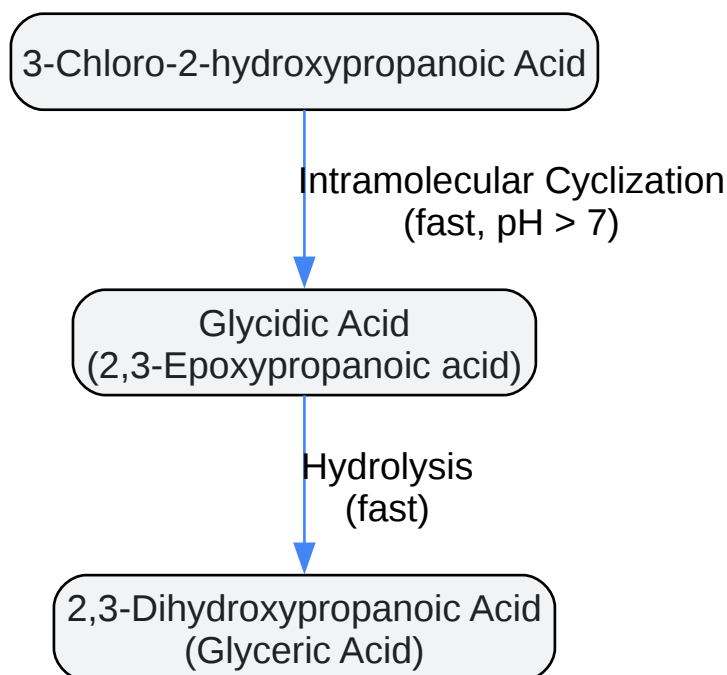 3-Chloro-2-hydroxypropanoic Acid
Intramolecular Cyclization
(fast, pH > 7)
Glycidic Acid
(2,3-Epoxypropanoic acid)
Hydrolysis
(fast)
2,3-Dihydroxypropanoic Acid
(Glyceric Acid)